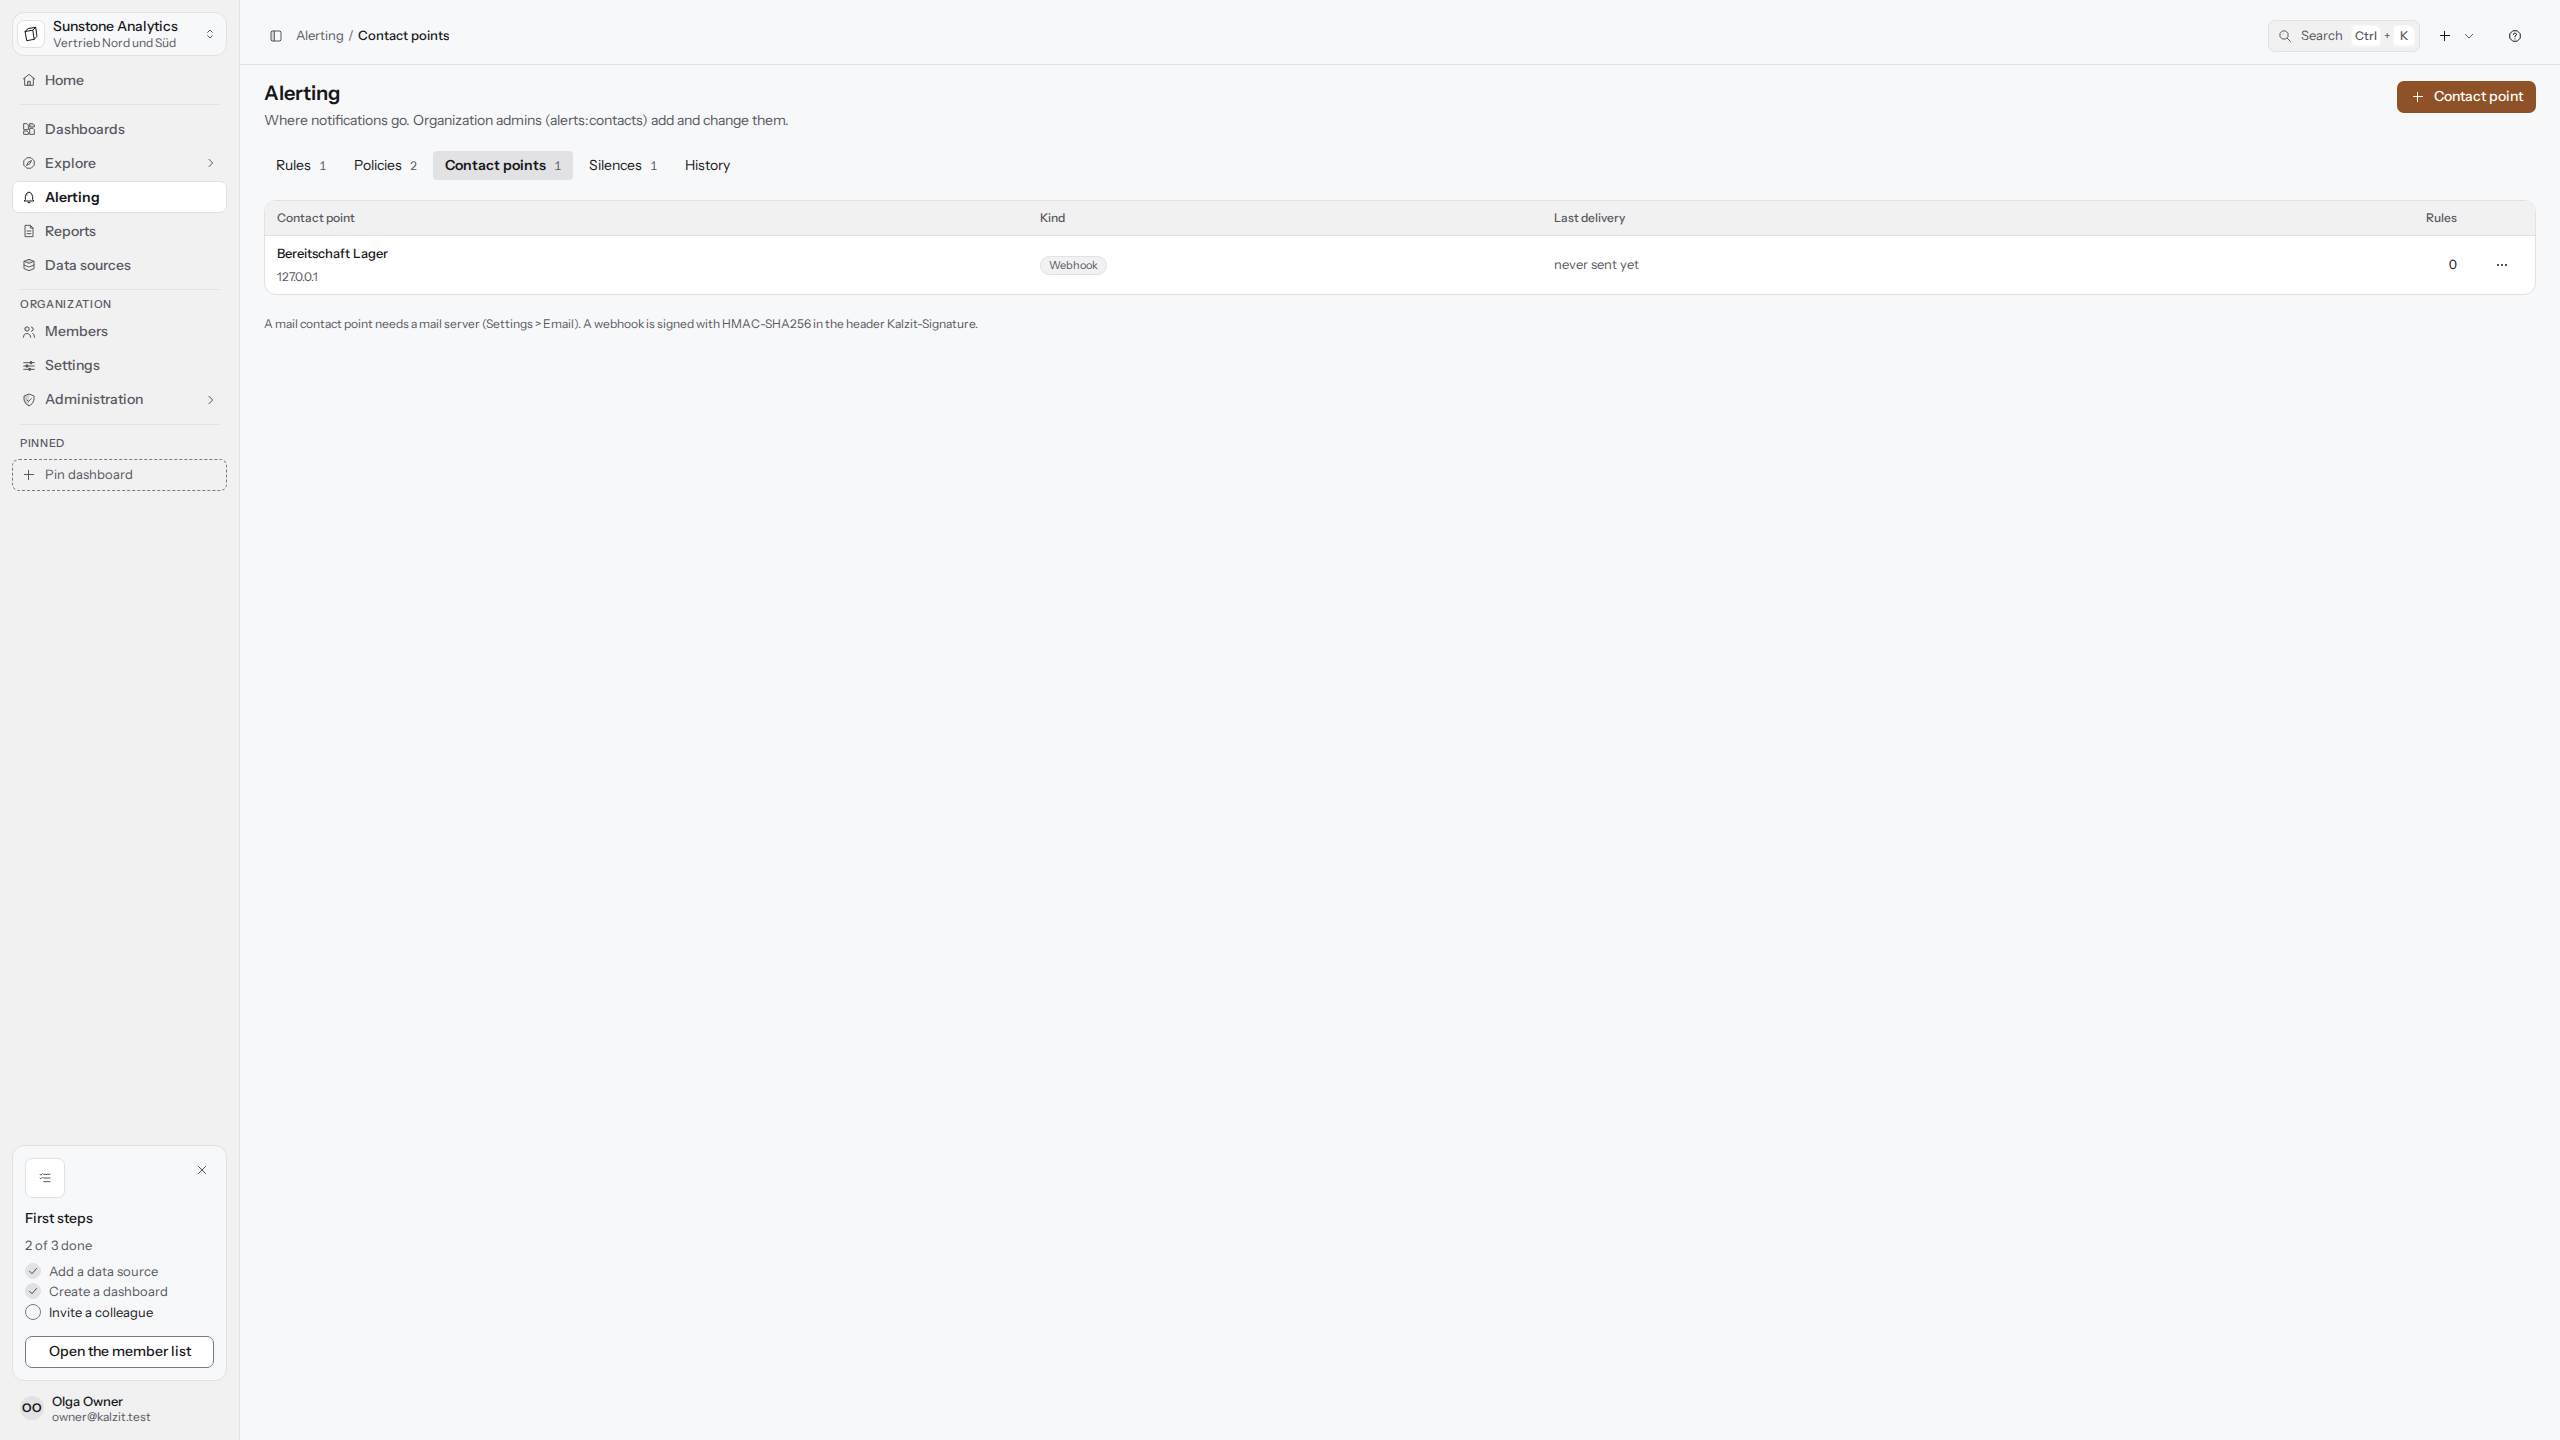 Sunstone Analytics
Vertrieb Nord und Süd
Home
Dashboards
Explore
Alerting
Reports
Data sources
ORGANIZATION
Members
Settings
Administration
PINNED
Pin dashboard
First steps
2 of 3 done
Add a data source
Create a dashboard
Invite a colleague
Open the member list
OO
Olga Owner
owner@kalzit.test
Alerting / Contact points
Search Ctrl + K
Alerting
Where notifications go. Organization admins (alerts:contacts) add and change them.
Contact point
Rules 1 Policies 2 Contact points 1 Silences 1 History
Contact point Kind Last delivery Rules
Bereitschaft Lager
127.0.0.1
Webhook never sent yet 0
A mail contact point needs a mail server (Settings > Email). A webhook is signed with HMAC-SHA256 in the header Kalzit-Signature.